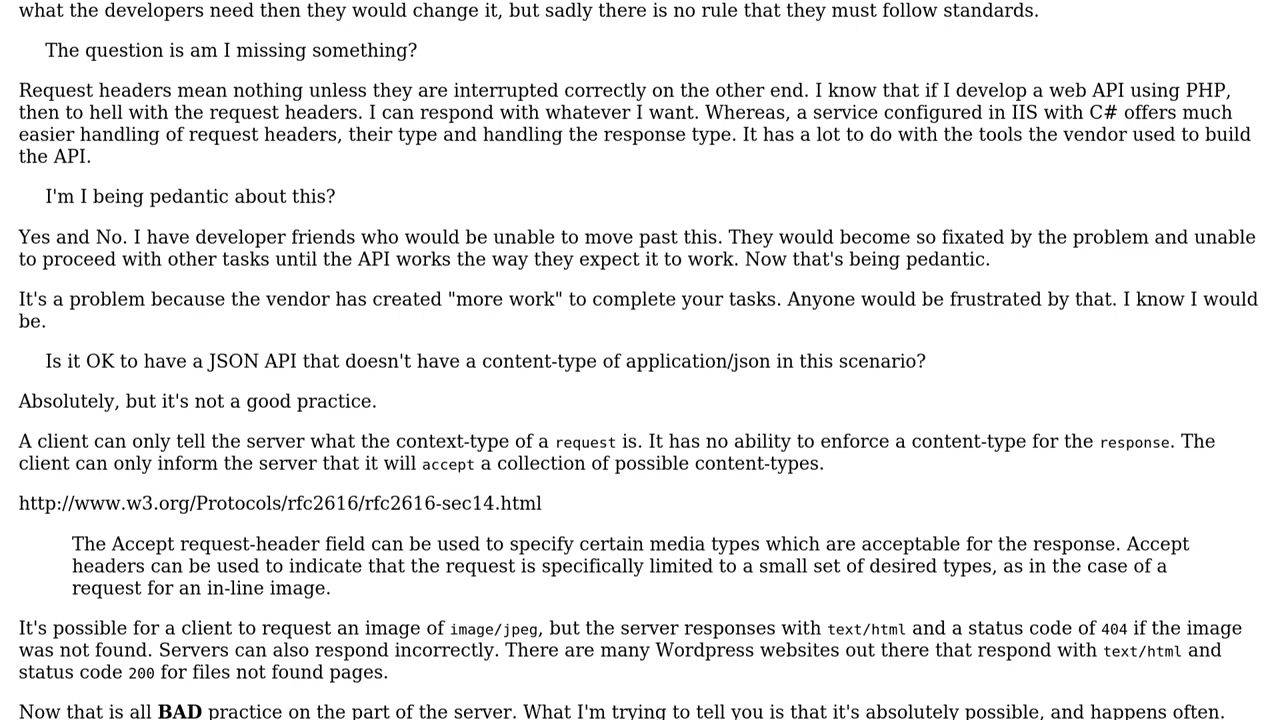 what the developers need then they would change it, but sadly there is no rule that they must follow standards.
The question is am I missing something?
Request headers mean nothing unless they are interrupted correctly on the other end. I know that if I develop a web API using PHP,
then to hell with the request headers. I can respond with whatever I want. Whereas, a service configured in IIS with C# offers much
easier handling of request headers, their type and handling the response type. It has a lot to do with the tools the vendor used to build
the API.
I'm I being pedantic about this?
Yes and No. I have developer friends who would be unable to move past this. They would become so fixated by the problem and unable
to proceed with other tasks until the API works the way they expect it to work. Now that's being pedantic.
It's a problem because the vendor has created "more work" to complete your tasks. Anyone would be frustrated by that. I know I would
be.
Is it OK to have a JSON API that doesn't have a content-type of application/json in this scenario?
Absolutely, but it's not a good practice.
A client can only tell the server what the context-type of a request is. It has no ability to enforce a content-type for the response. The
client can only inform the server that it will accept a collection of possible content-types.
http://www.w3.org/Protocols/rfc2616/rfc2616-sec14.html
The Accept request-header field can be used to specify certain media types which are acceptable for the response. Accept
headers can be used to indicate that the request is specifically limited to a small set of desired types, as in the case of a
request for an in-line image.
It's possible for a client to request an image of image/jpeg, but the server responses with text/html and a status code of 404 if the image
was not found. Servers can also respond incorrectly. There are many Wordpress websites out there that respond with text/html and
status code 200 for files not found pages.
Now that is all BAD practice on the part of the server. What I'm trying to tell you is that it's absolutely possible, and happens often.